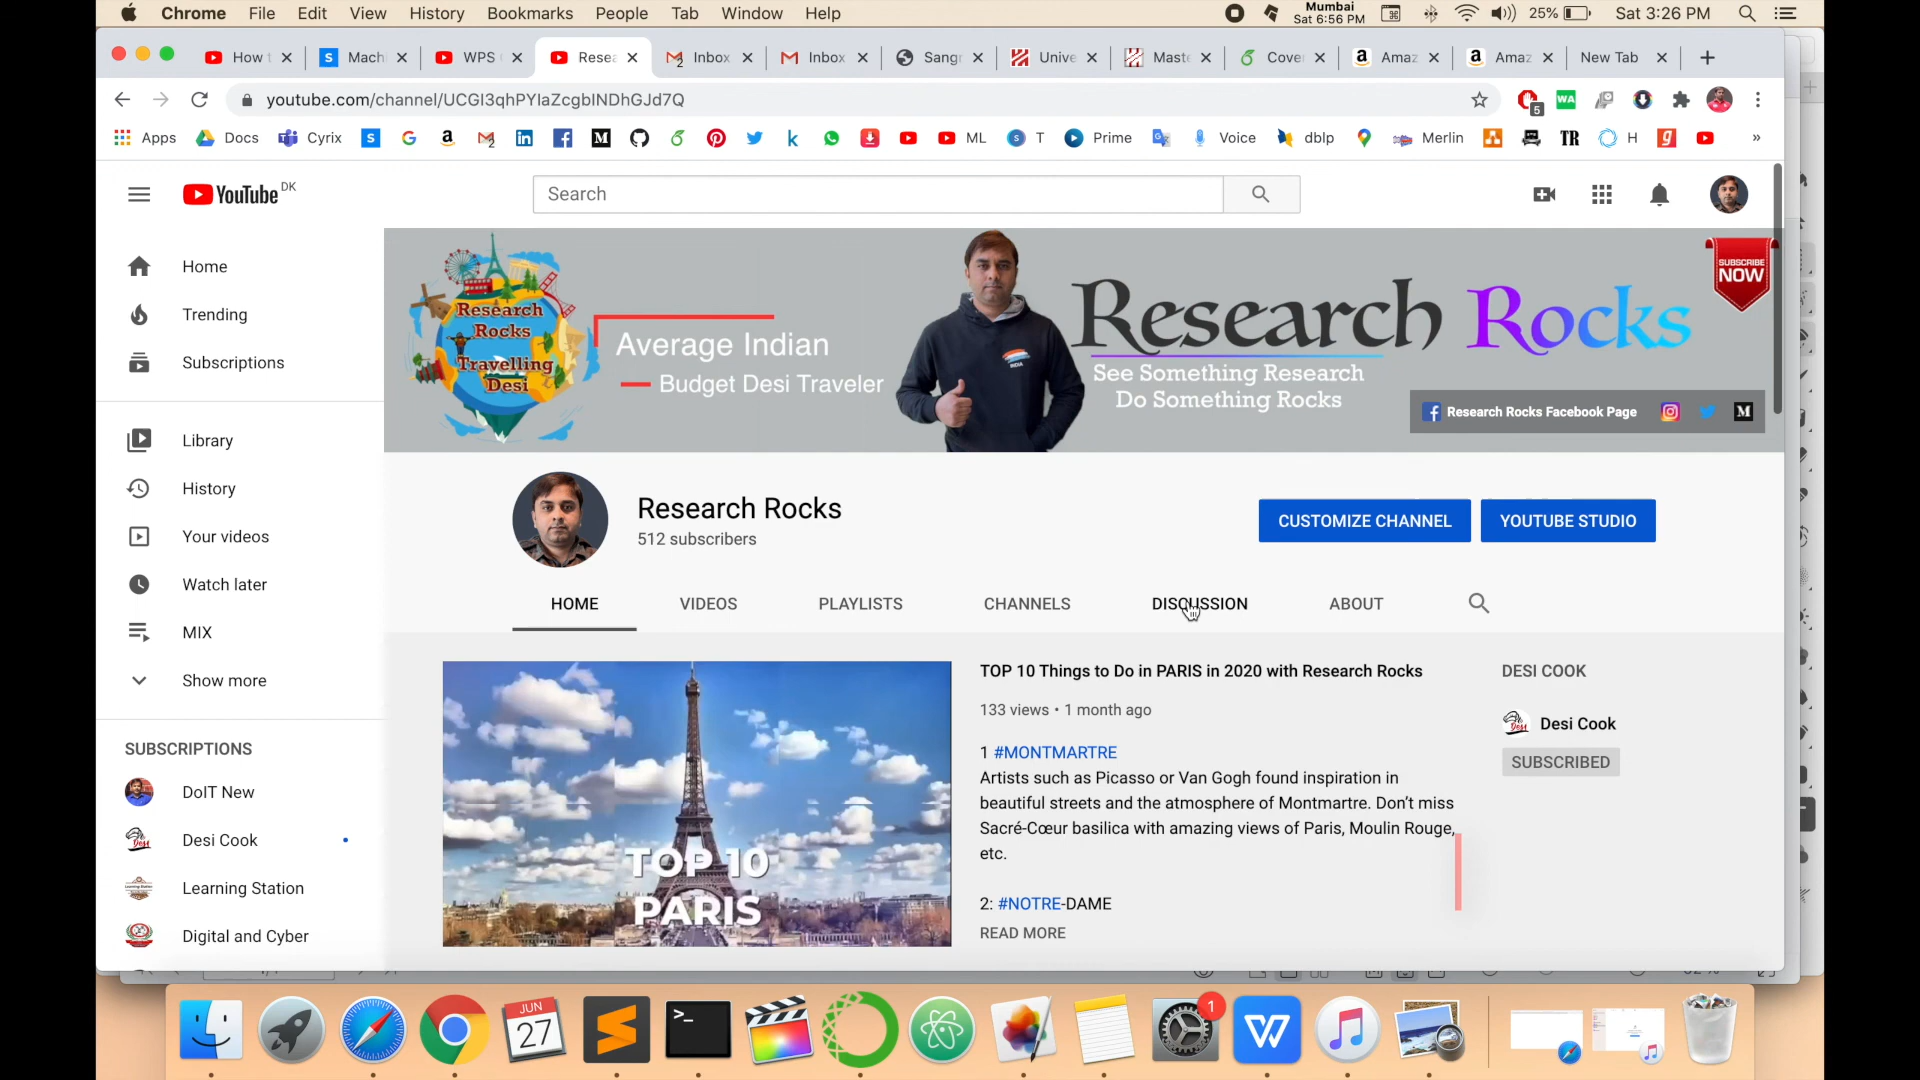 Chrome File Edit View History Bookmarks People Tab Window Help
Mumbai
Sat 6:56 PM
25%
Sat 3:26 PM
How t
Machi
WPS
Resea
Inbox
Inbox
Sangr
Unive
Maste
Cove
Amaz
Amaz
New Tab
youtube.com/channel/UCGI3qhPYlaZcgbINDhGJd7Q
5
WA
Apps
Docs
Cyrix
ML
T
Prime
Voice
dblp
Merlin
TR
H
YouTube DK
Search
Home
Trending
Subscriptions
Library
History
Your videos
Watch later
MIX
Show more
SUBSCRIPTIONS
DoIT New
Desi Cook
Learning Station
Digital and Cyber
Research
Rocks
Travelling
Desi
Average Indian
Budget Desi Traveler
INDIA
Research Rocks
See Something Research
Do Something Rocks
SUBSCRIBE
NOW
Research Rocks Facebook Page
Research Rocks
512 subscribers
CUSTOMIZE CHANNEL
YOUTUBE STUDIO
HOME VIDEOS PLAYLISTS CHANNELS DISCUSSION ABOUT
TOP 10
PARIS
TOP 10 Things to Do in PARIS in 2020 with Research Rocks
133 views • 1 month ago
1 #MONTMARTRE
Artists such as Picasso or Van Gogh found inspiration in
beautiful streets and the atmosphere of Montmartre. Don't miss
Sacré-Cœur basilica with amazing views of Paris, Moulin Rouge,
etc.
2: #NOTRE-DAME
READ MORE
DESI COOK
Desi Cook
SUBSCRIBED
JUN
27
1